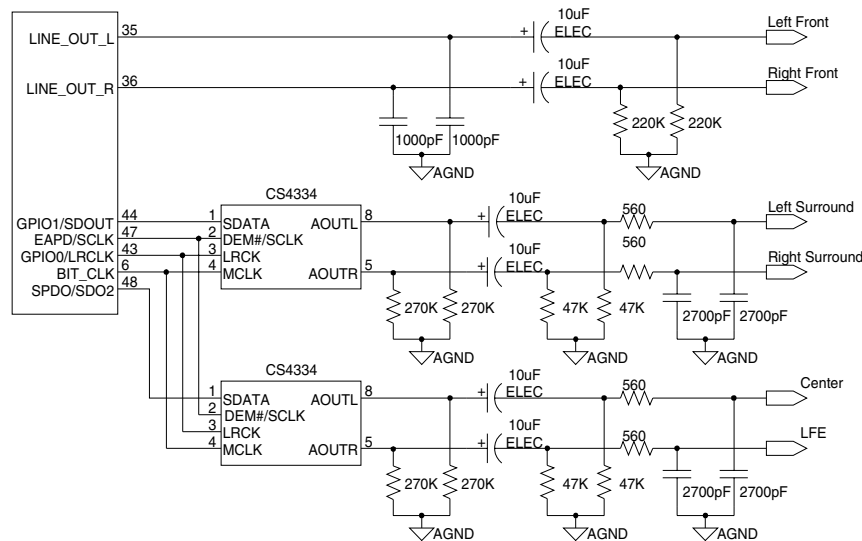 10uF
Left Front
35
+
ELEC
LINE_OUT_L
10uF
Right Front
36
+
ELEC
LINE_OUT_R
1000pF
1000pF
220K
220K
AGND
AGND
CS4334
10uF
Left Surround
44
1
8
+
ELEC
560
GPIO1/SDOUT
SDATA
AOUTL
47
2
EAPD/SCLK
DEM#/SCLK
10uF
560
Right Surround
43
3
GPIO0/LRCLK
LRCK
6
4
5
+
ELEC
BIT_CLK
MCLK
AOUTR
48
SPDO/SDO2
270K
270K
47K
47K
2700pF
2700pF
AGND
AGND
AGND
CS4334
10uF
Center
1
8
+
ELEC
560
SDATA
AOUTL
2
DEM#/SCLK
10uF
LFE
3
LRCK
4
5
+
ELEC
560
MCLK
AOUTR
270K
270K
47K
47K
2700pF
2700pF
AGND
AGND
AGND